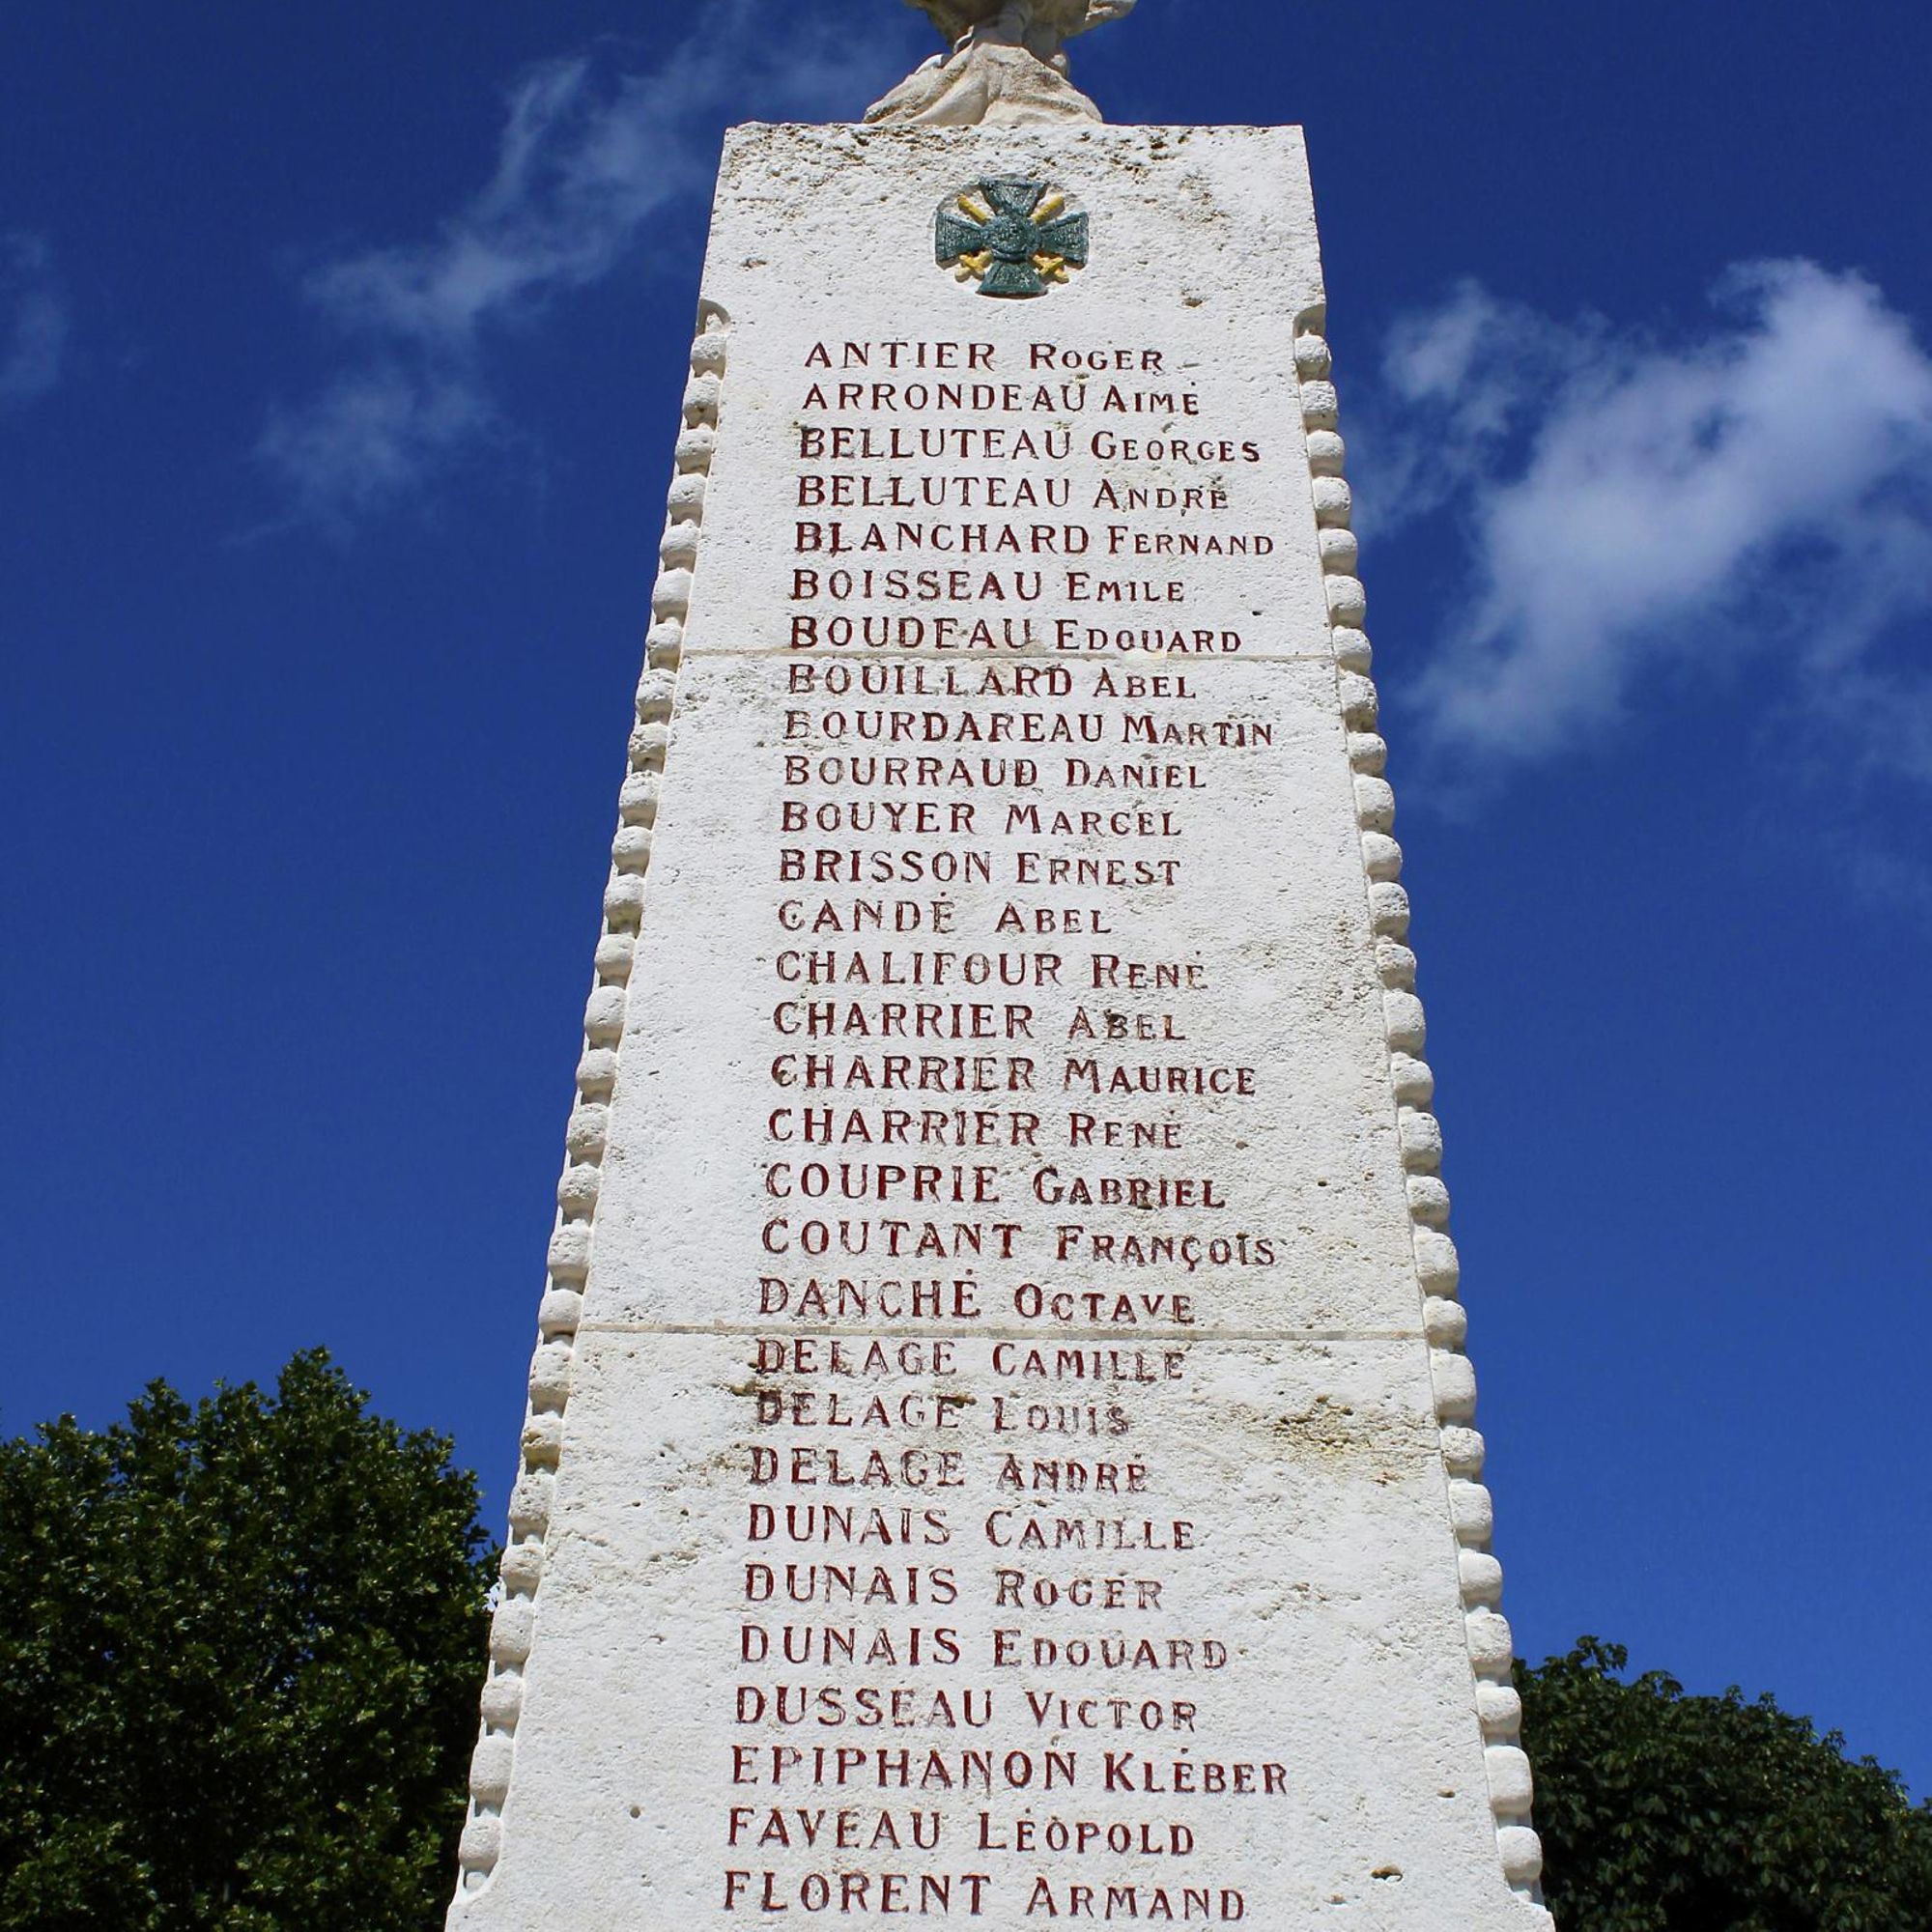 ANTIER ROGER
ARRONDEAU AIMÉ
BELLUTEAU GEORGES
BELLUTEAU ANDRÉ
BLANCHARD FERNAND
BOISSEAU EMILE
BOUDEAU EDOUARD
BOUILLARD ABEL
BOURDAREAU MARTIN
BOURRAUD DANIEL
BOUYER MARCEL
BRISSON ERNEST
CANDÉ ABEL
CHALIFOUR RENÉ
CHARRIER ABEL
CHARRIER MAURICE
CHARRIER RENÉ
COUPRIE GABRIEL
COUTANT FRANÇOIS
DANCHÉ OCTAVE
DELAGE CAMILLE
DELAGE LOUIS
DELAGE ANDRÉ
DUNAIS CAMILLE
DUNAIS ROGER
DUNAIS EDOUARD
DUSSEAU VICTOR
EPIPHANON KLÉBER
FAVEAU LÉOPOLD
FLORENT ARMAND